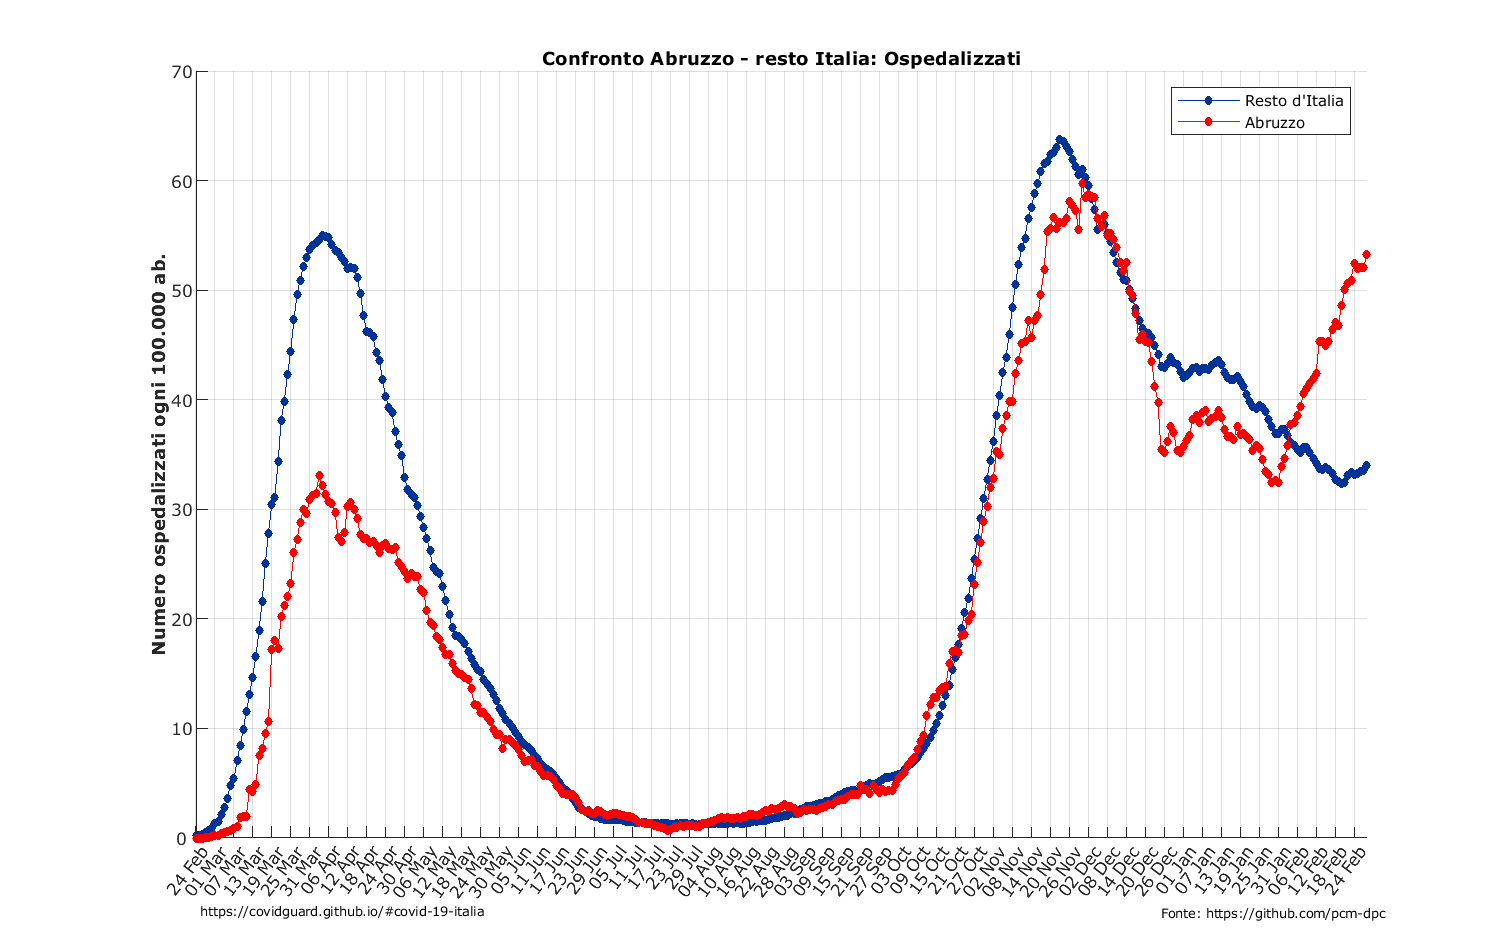 Confronto Abruzzo - resto Italia: Ospedalizzati
Resto d'Italia
Abruzzo
Numero ospedalizzati ogni 100.000 ab.
70
60
50
40
30
20
10
0
24 Feb
01 Mar
07 Mar
13 Mar
19 Mar
25 Mar
31 Mar
06 Apr
12 Apr
18 Apr
24 Apr
30 Apr
06 May
12 May
18 May
24 May
30 May
05 Jun
11 Jun
17 Jun
23 Jun
29 Jun
05 Jul
11 Jul
17 Jul
23 Jul
29 Jul
04 Aug
10 Aug
16 Aug
22 Aug
28 Aug
03 Sep
09 Sep
15 Sep
21 Sep
27 Sep
03 Oct
09 Oct
15 Oct
21 Oct
27 Oct
02 Nov
08 Nov
14 Nov
20 Nov
26 Nov
02 Dec
08 Dec
14 Dec
20 Dec
26 Dec
01 Jan
07 Jan
13 Jan
19 Jan
25 Jan
31 Jan
06 Feb
12 Feb
18 Feb
24 Feb
https://covidguard.github.io/#covid-19-italia
Fonte: https://github.com/pcm-dpc